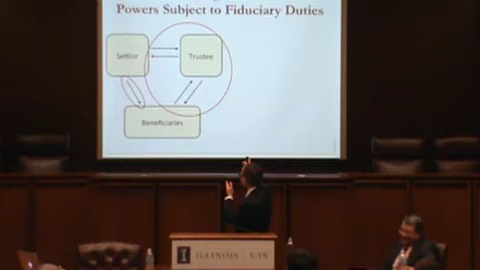 Powers Subject to Fiduciary Duties
Settlor
Trustee
Beneficiaries
I ILLINOIS LAW